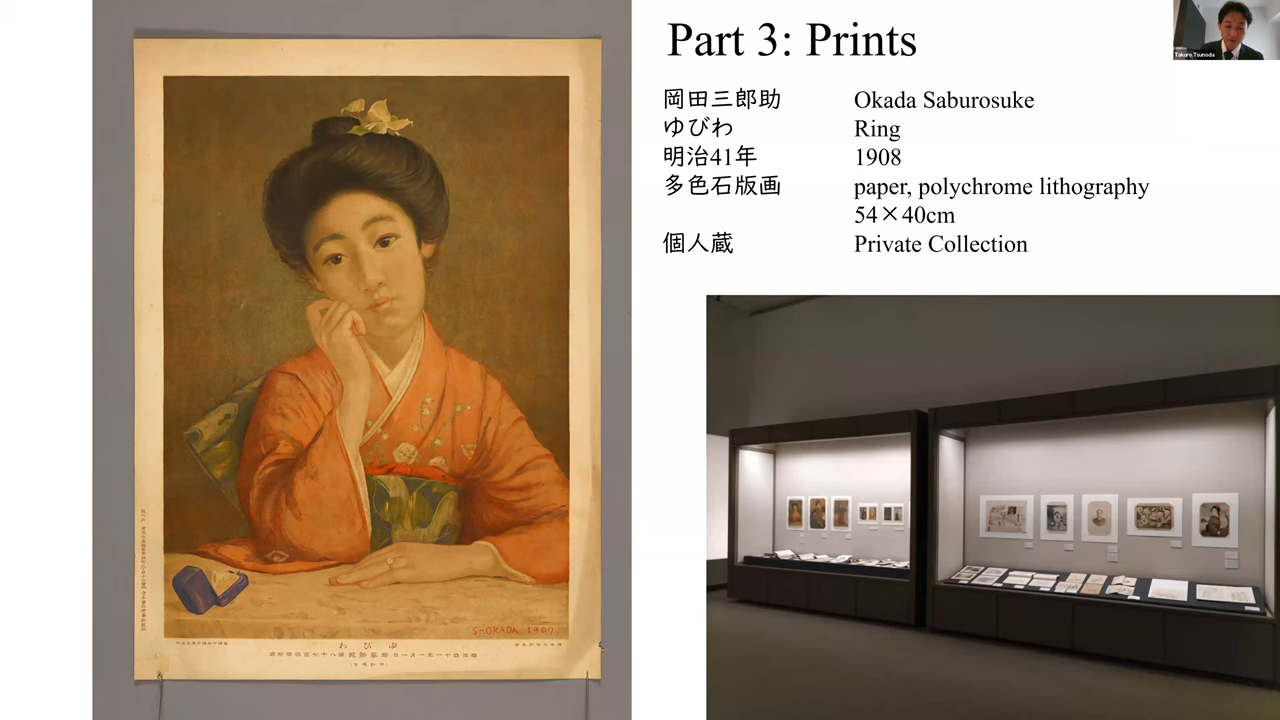 Part 3: Prints
Takuro Tsunoda
岡田三郎助 Okada Saburosuke
ゆびわ Ring
明治41年 1908
多色石版画 paper, polychrome lithography
54×40cm
個人蔵 Private Collection
S-OKADA 1907
わびゆ